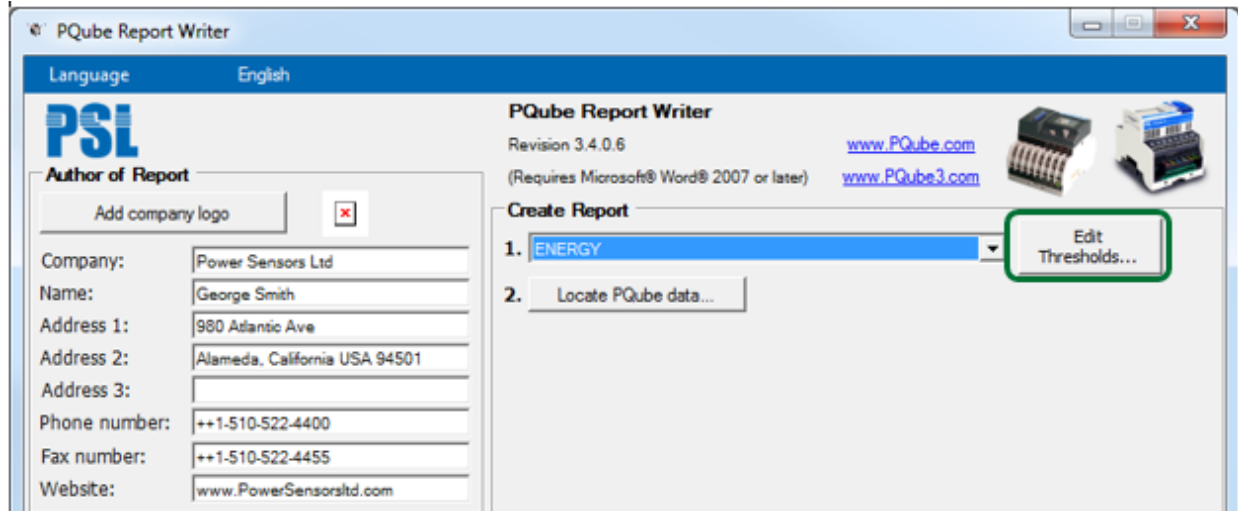 PQube Report Writer
Language English
PSL
PQube Report Writer
Revision 3.4.0.6 www.PQube.com
(Requires Microsoft® Word® 2007 or later) www.PQube3.com
Author of Report
Add company logo
Company: Power Sensors Ltd
Name: George Smith
Address 1: 980 Atlantic Ave
Address 2: Alameda, California USA 94501
Address 3:
Phone number: ++1-510-522-4400
Fax number: ++1-510-522-4455
Website: www.PowerSensorsltd.com
Create Report
1. ENERGY
Edit
Thresholds...
2. Locate PQube data...